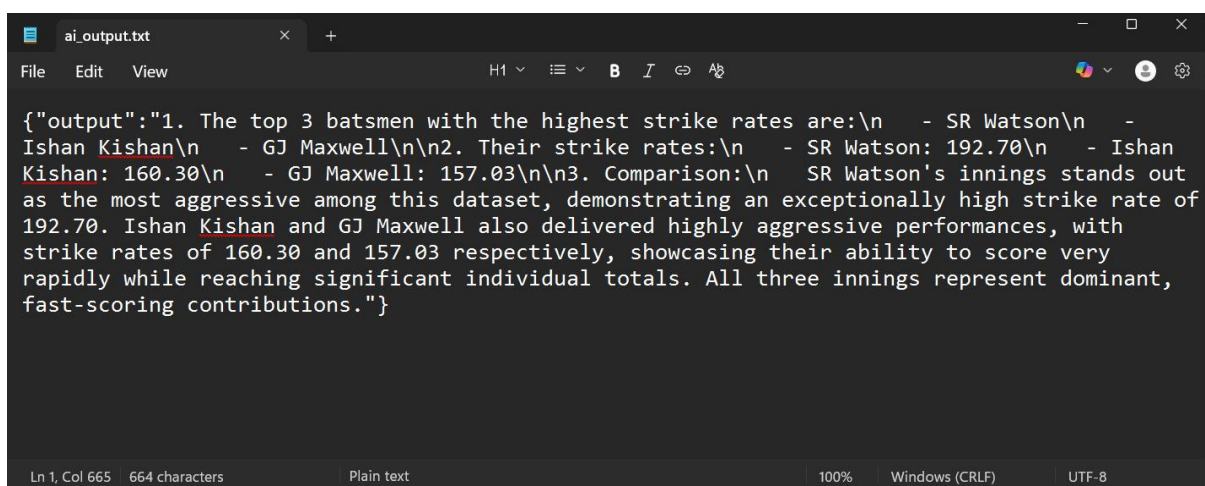 ai_output.txt
File Edit View H1 B I
{"output":"1. The top 3 batsmen with the highest strike rates are:\n   - SR Watson\n   -
Ishan Kishan\n   - GJ Maxwell\n\n2. Their strike rates:\n   - SR Watson: 192.70\n   - Ishan
Kishan: 160.30\n   - GJ Maxwell: 157.03\n\n3. Comparison:\n   SR Watson's innings stands out
as the most aggressive among this dataset, demonstrating an exceptionally high strike rate of
192.70. Ishan Kishan and GJ Maxwell also delivered highly aggressive performances, with
strike rates of 160.30 and 157.03 respectively, showcasing their ability to score very
rapidly while reaching significant individual totals. All three innings represent dominant,
fast-scoring contributions."}
Ln 1, Col 665 664 characters Plain text 100% Windows (CRLF) UTF-8